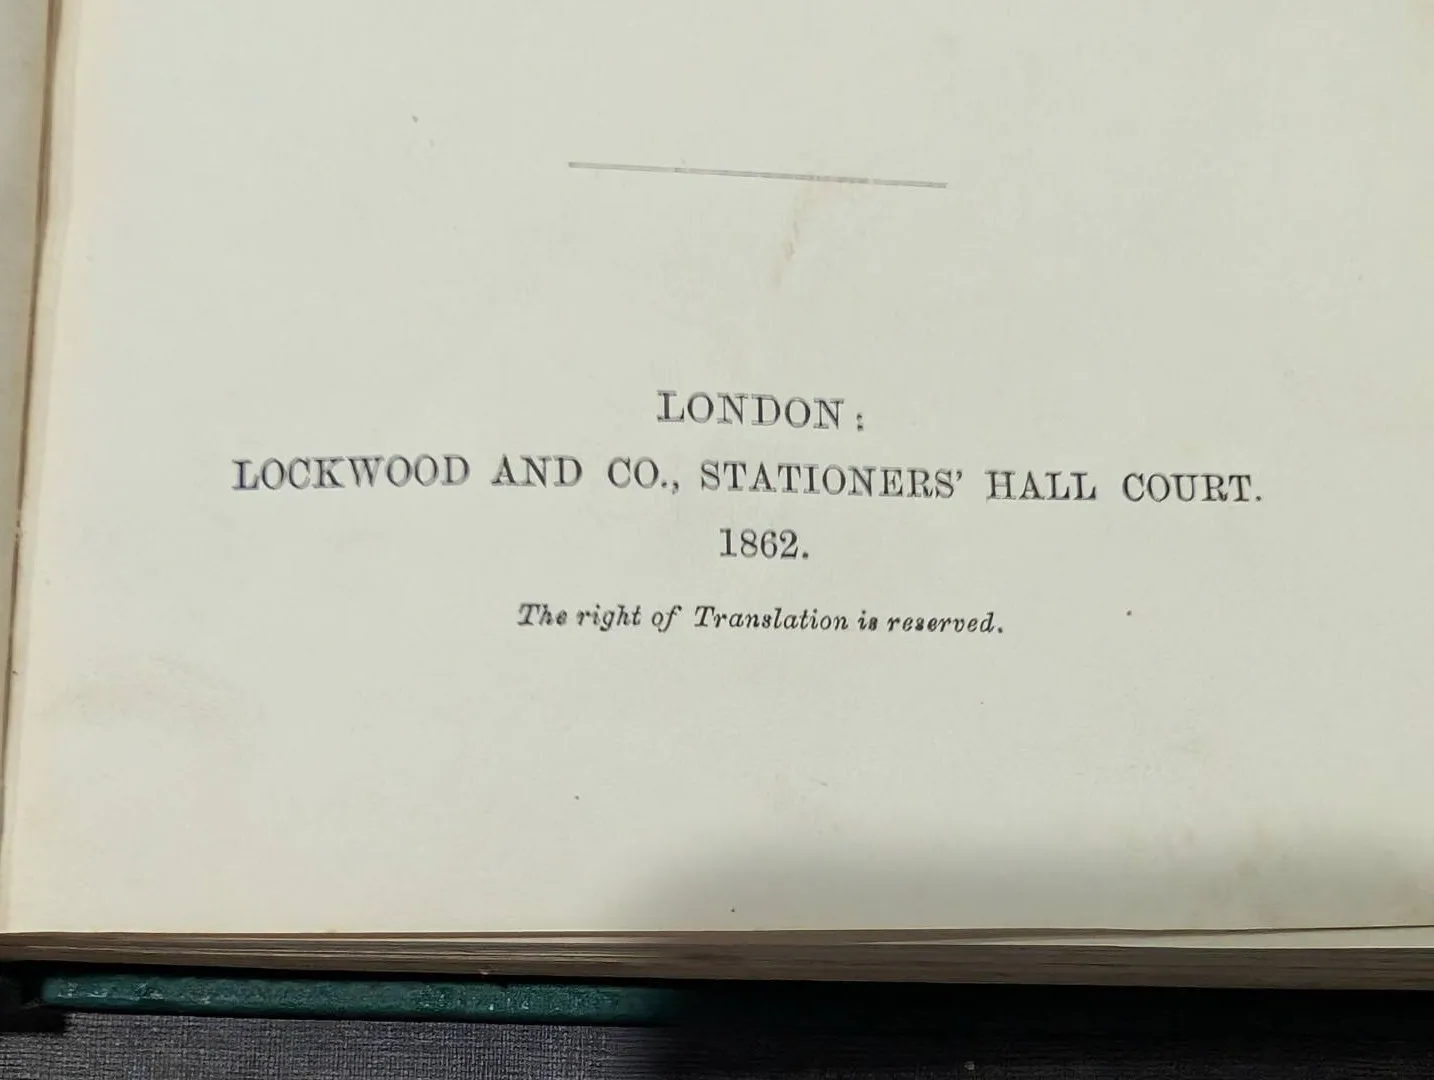 LONDON:
LOCKWOOD AND CO., STATIONERS' HALL COURT.
1862.
The right of Translation is reserved.